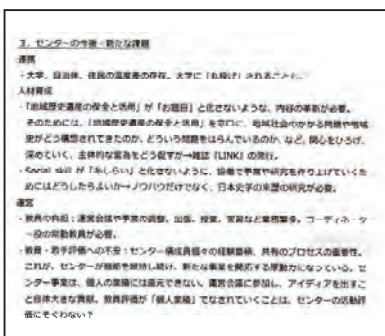 3．センターの今後・新たな課題
連携
・大学、自治体、住民の温度差の存在。大学に「丸投げ」されることも。
人材育成
・「地域歴史遺産の保全と活用」が「お題目」と化さないような、内容の革新が必要。
そのためには、「地域歴史遺産の保全と活用」を窓口に、地域社会のかかる問題や地域
史がどう構想されてきたのか、どういう問題をはらんでいるのか、など、関心をひろげ、
深めていく、主体的な営為をどう促すか→雑誌『LINK』の発行。
・Social skill が「あしらい」と化さないように、協働で事業や研究を作り上げていくた
めにはどうしたらよいか→ノウハウだけでなく、日本史学の来歴の研究が必要。
運営
・教員の負担：運営会議や事業の調整、出張、授業、実習など業務繁多。コーディネータ
ー役の常勤教員が必要。
・教員・若手評価への不安：センター構成員個々の経験蓄積、共有のプロセスの重要性。
これが、センターが機能を維持し続け、新たな事業を開拓する原動力になっている。セ
ンター事業は、個人の業績には還元できない。運営会議に参加し、アイディアを出すこ
と自体大きな貢献。教員評価が「個人業績」でなされていくことは、センターの活動評
価にそぐわない？